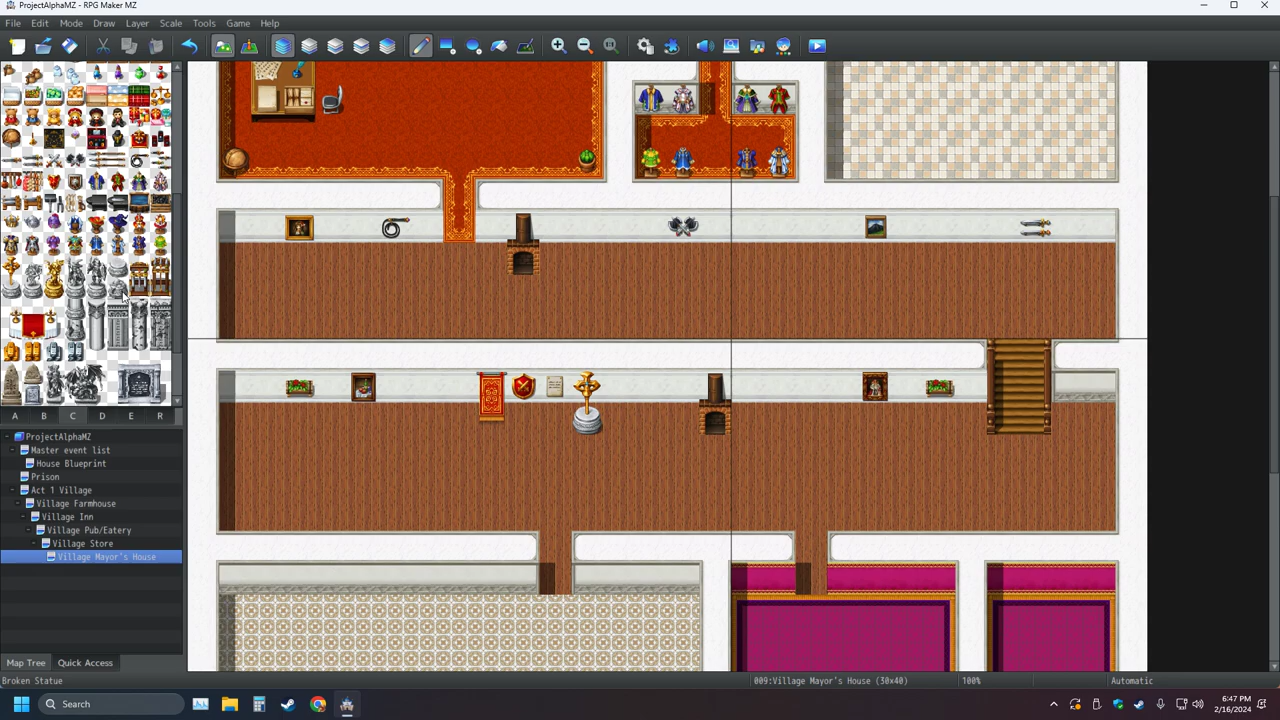 ProjectAlphaMZ - RPG Maker MZ
File Edit Mode Draw Layer Scale Tools Game Help
A B C D E R
ProjectAlphaMZ
Master event list
House Blueprint
Prison
Act 1 Village
Village Farmhouse
Village Inn
Village Pub/Eatery
Village Store
Village Mayor's House
Map Tree Quick Access
Broken Statue 009:Village Mayor's House (30x40) 100% Automatic
Search
6:47 PM
2/16/2024